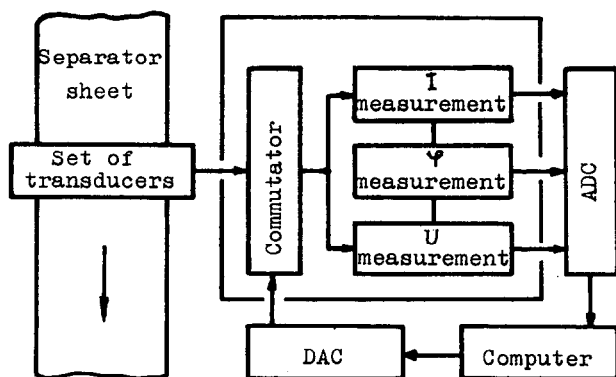 Separator
sheet
Set of
transducers
Commutator
I
measurement
φ
measurement
U
measurement
ADC
DAC
Computer